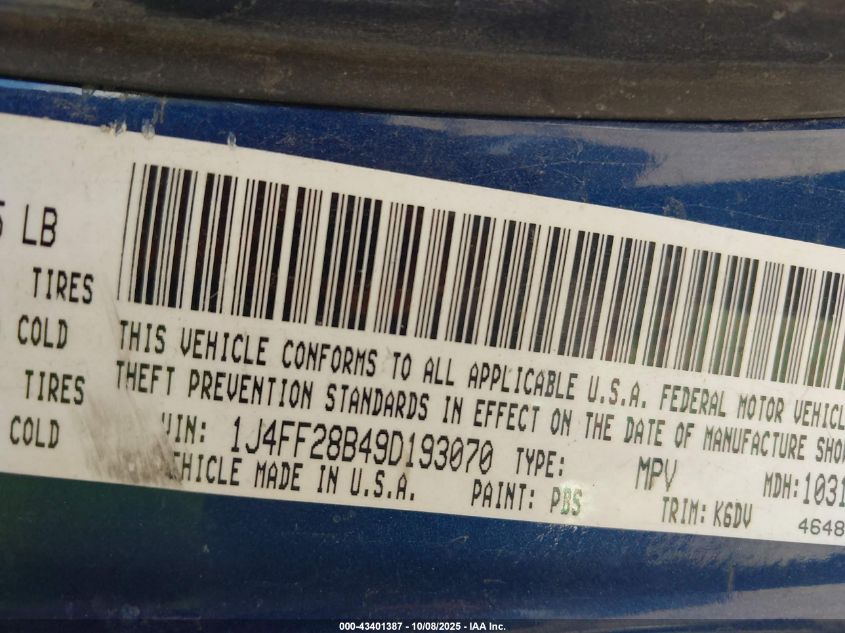 5 LB
TIRES
COLD
TIRES
COLD
THIS VEHICLE CONFORMS TO ALL APPLICABLE U.S.A. FEDERAL MOTOR VEHICL
THEFT PREVENTION STANDARDS IN EFFECT ON THE DATE OF MANUFACTURE SHO
VIN: 1J4FF28B49D193070 TYPE: MPV MDH: 1031
VEHICLE MADE IN U.S.A. PAINT: PBS TRIM: K6DV 4648
000-43401387 - 10/08/2025 - IAA Inc.